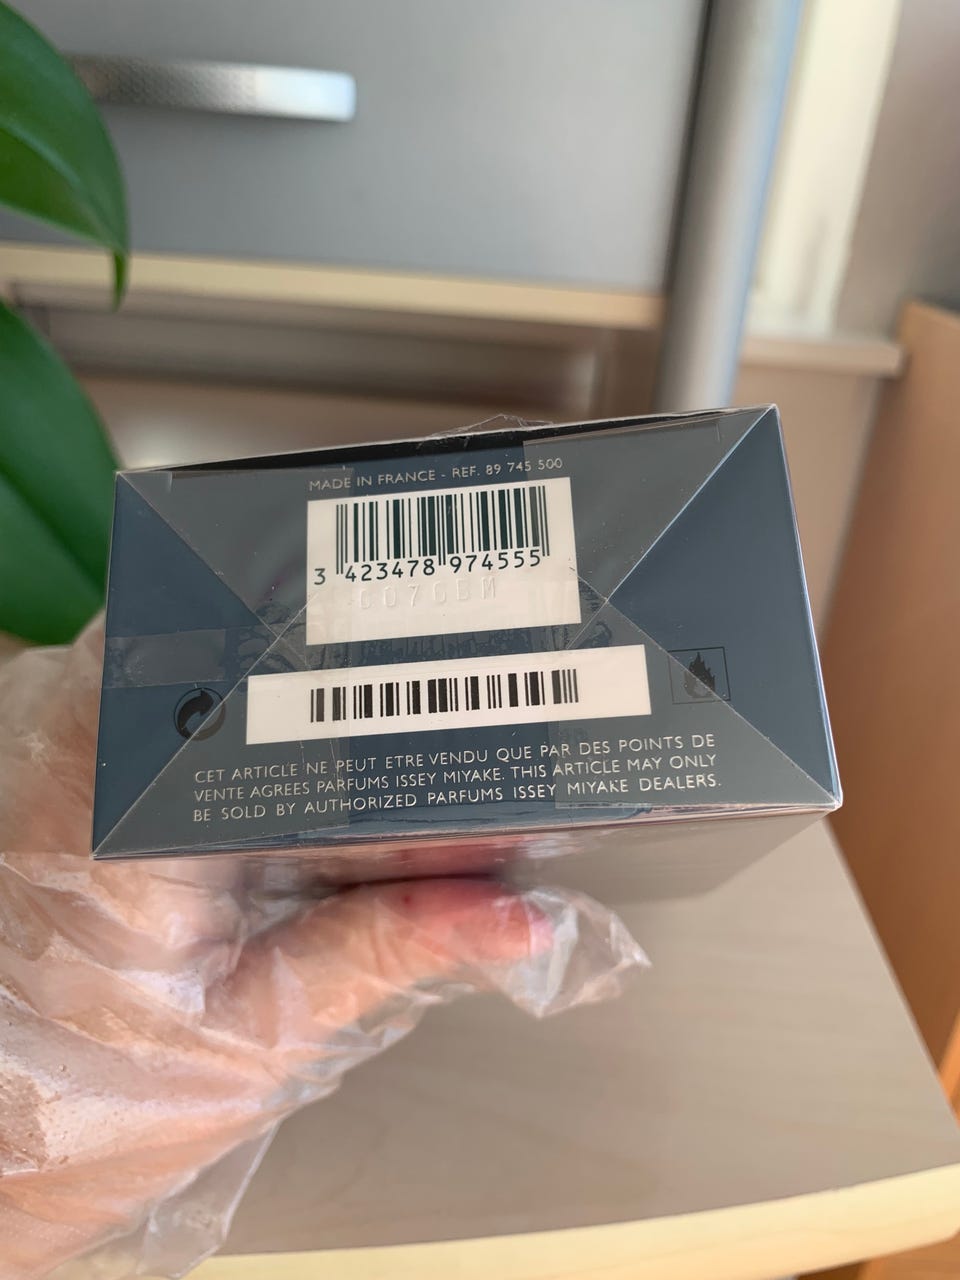 MADE IN FRANCE - REF. 89 745 500
3 423478 974555
CET ARTICLE NE PEUT ETRE VENDU QUE PAR DES POINTS DE
VENTE AGREES PARFUMS ISSEY MIYAKE. THIS ARTICLE MAY ONLY
BE SOLD BY AUTHORIZED PARFUMS ISSEY MIYAKE DEALERS.